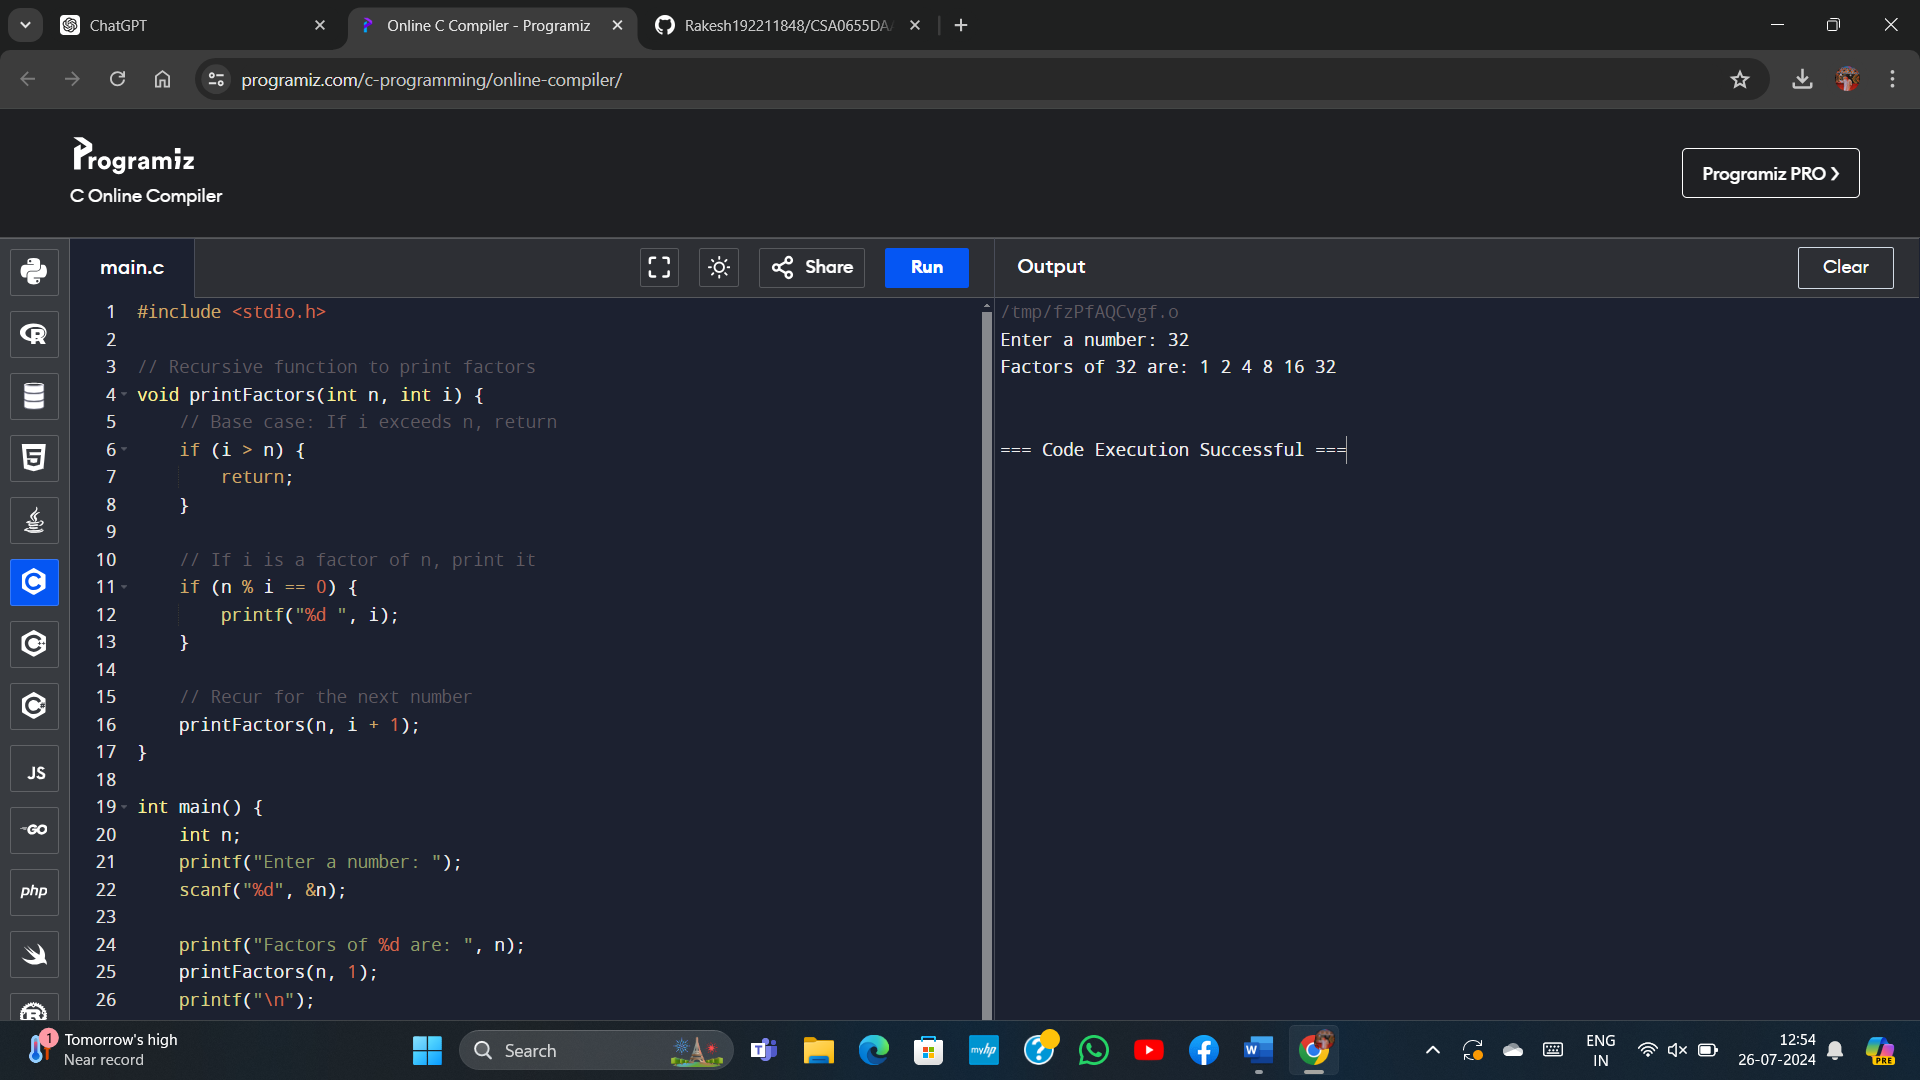 ChatGPT
Online C Compiler - Programiz
Rakesh192211848/CSA0655DA
programiz.com/c-programming/online-compiler/
Programiz
C Online Compiler
Programiz PRO ❯
main.c
Share
Run
Output
Clear
1 #include <stdio.h>
2
3 // Recursive function to print factors
4 void printFactors(int n, int i) {
5     // Base case: If i exceeds n, return
6     if (i > n) {
7         return;
8     }
9
10     // If i is a factor of n, print it
11     if (n % i == 0) {
12         printf("%d ", i);
13     }
14
15     // Recur for the next number
16     printFactors(n, i + 1);
17 }
18
19 int main() {
20     int n;
21     printf("Enter a number: ");
22     scanf("%d", &n);
23
24     printf("Factors of %d are: ", n);
25     printFactors(n, 1);
26     printf("\n");
/tmp/fzPfAQCvgf.o
Enter a number: 32
Factors of 32 are: 1 2 4 8 16 32
=== Code Execution Successful ===
R
5
C
C
C
JS
GO
php
R
1
Tomorrow's high
Near record
Search
myhp
W
ENG
IN
12:54
26-07-2024
PRE